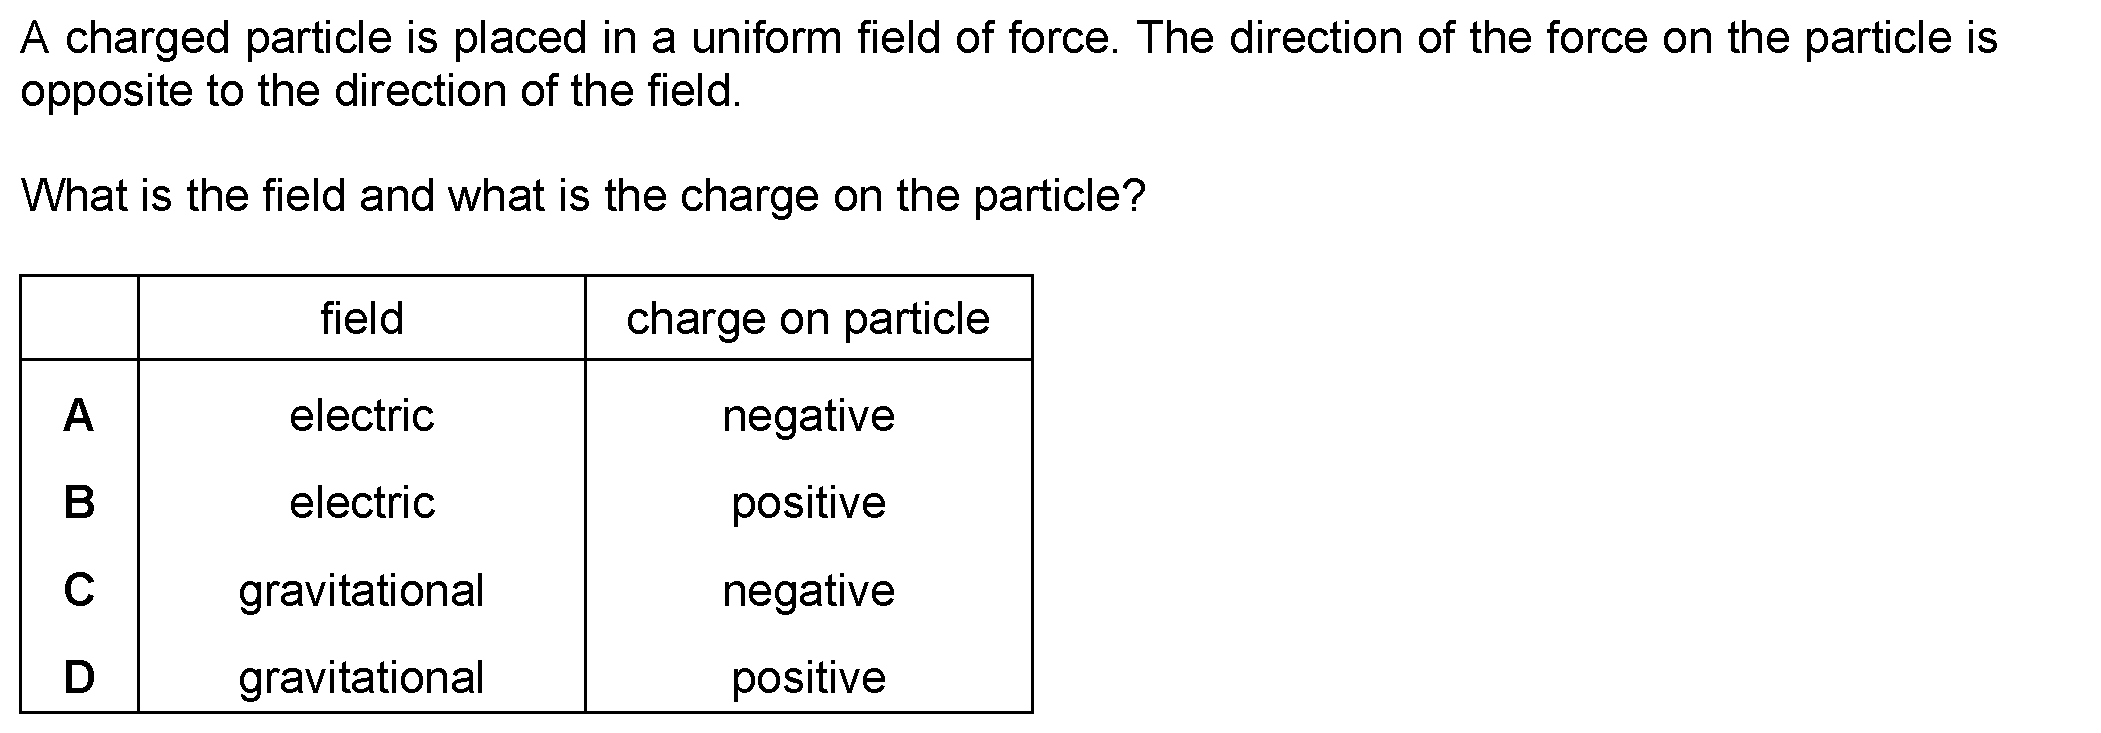 A charged particle is placed in a uniform field of force. The direction of the force on the particle is
opposite to the direction of the field.
What is the field and what is the charge on the particle?
field charge on particle
A electric negative
B electric positive
C gravitational negative
D gravitational positive